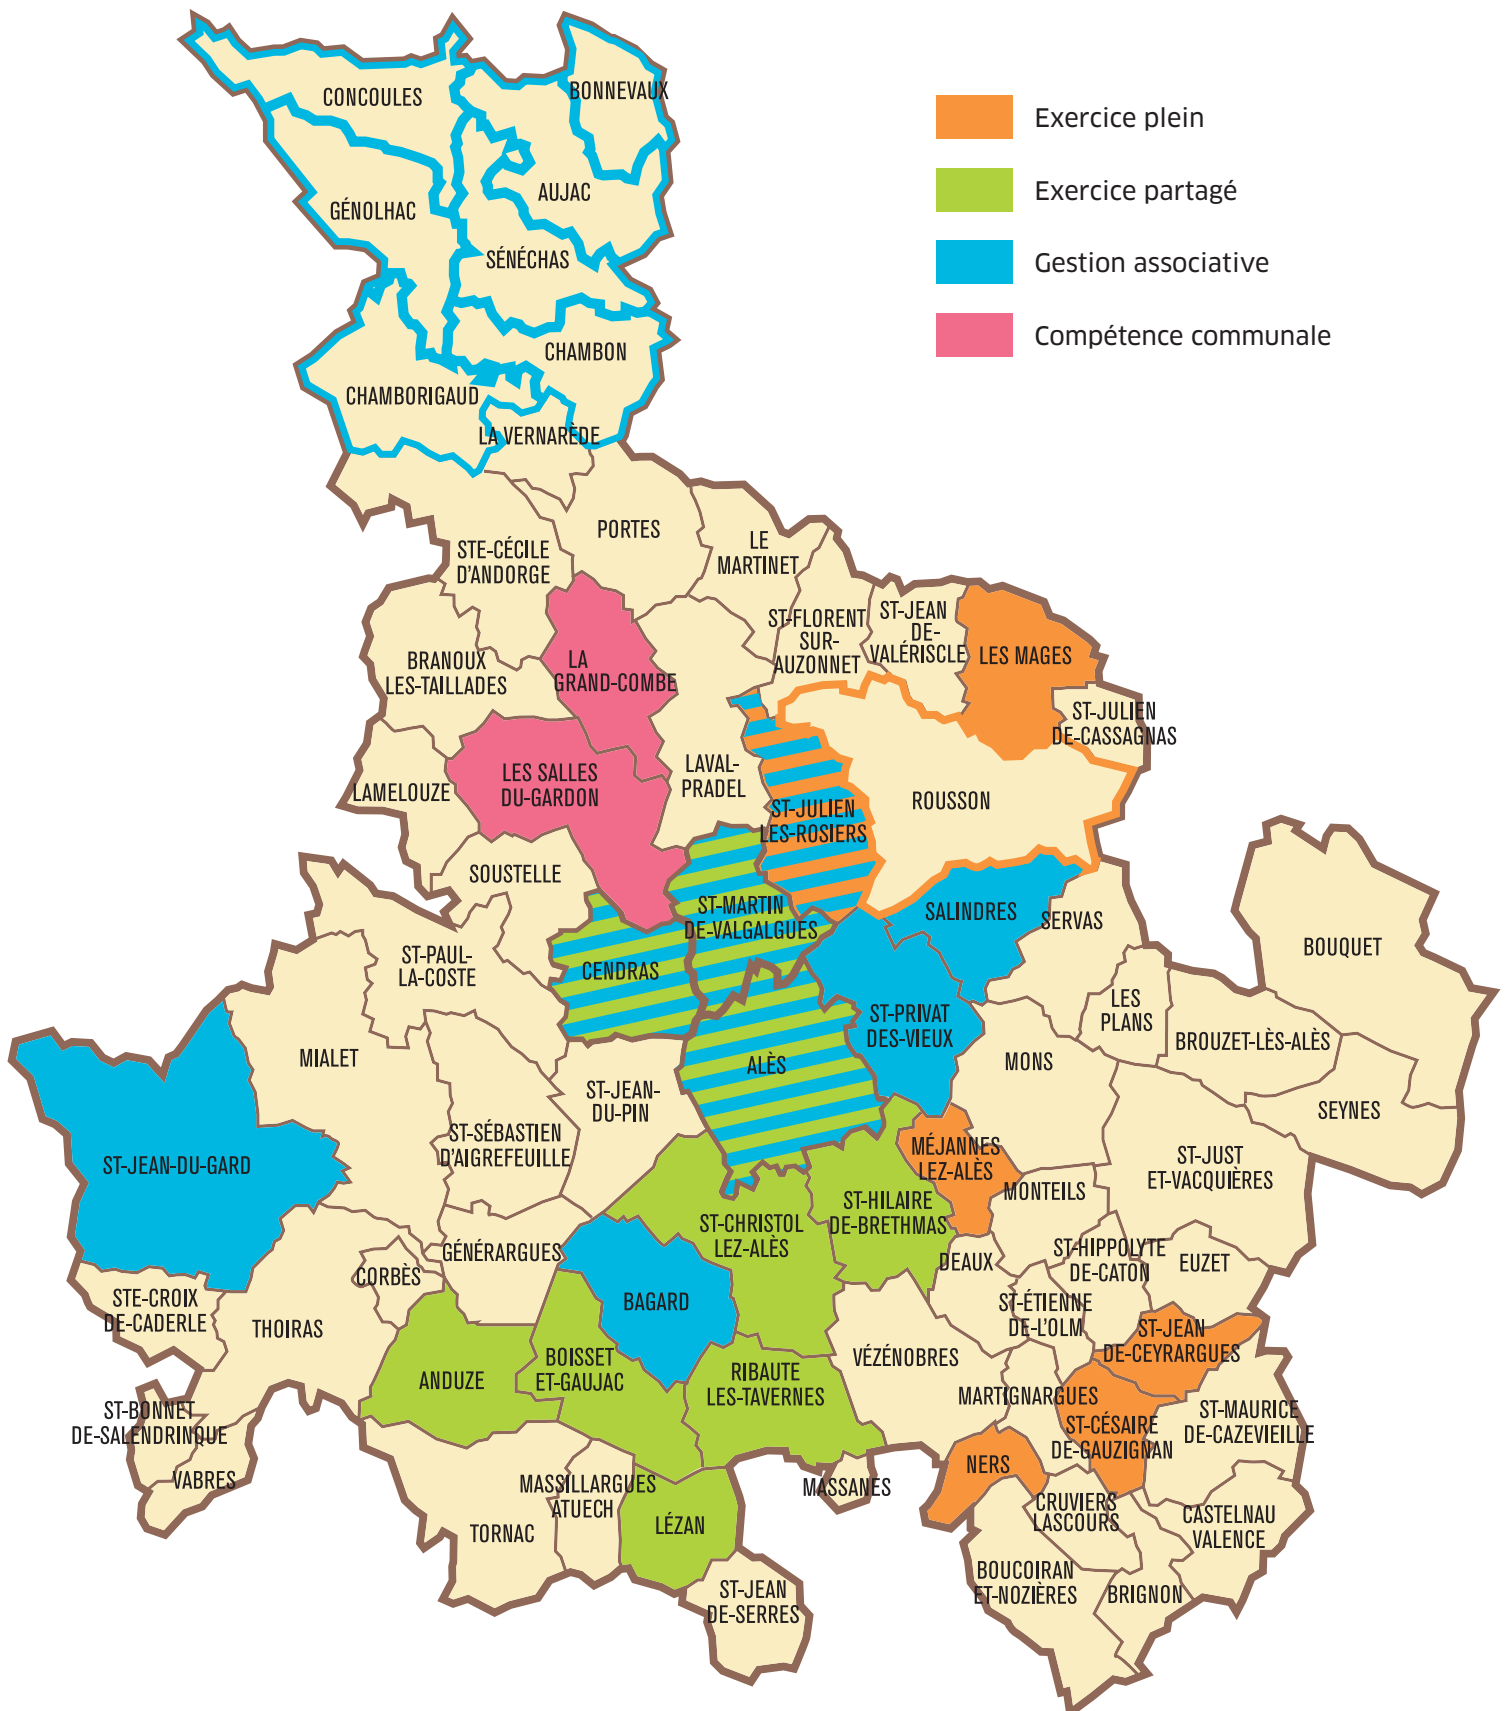 CONCOULES
BONNEVAUX
Exercice plein
Exercice partagé
Gestion associative
Compétence communale
GÉNOLHAC
AUJAC
SÉNÉCHAS
CHAMBON
CHAMBORIGAUD
LA VERNARÈDE
PORTES
STE-CÉCILE
D'ANDORGE
LE
MARTINET
ST-FLORENT
SUR-
AUZONNET
ST-JEAN
DE-
VALÉRISCLE
LES MAGES
BRANOUX
LES-TAILLADES
LA
GRAND-COMBE
ST-JULIEN
DE-CASSAGNAS
LAMELOUZE
LES SALLES
DU-GARDON
LAVAL-
PRADEL
ST-JULIEN
LES-ROSIERS
ROUSSON
SOUSTELLE
ST-MARTIN
DE-VALGALGUES
SALINDRES
SERVAS
BOUQUET
ST-PAUL-
LA-COSTE
CENDRAS
ST-PRIVAT
DES-VIEUX
LES
PLANS
BROUZET-LÈS-ALÈS
MIALET
ALÈS
MONS
SEYNES
ST-JEAN-
DU-PIN
ST-JEAN-DU-GARD
ST-SÉBASTIEN
D'AIGREFEUILLE
MÉJANNES
LEZ-ALÈS
ST-JUST
ET-VACQUIÈRES
MONTEILS
ST-HILAIRE
DE-BRETHMAS
ST-CHRISTOL
LEZ-ALÈS
GÉNÉRARGUES
CORBÈS
DEAUX
ST-HIPPOLYTE
DE-CATON
EUZET
STE-CROIX
DE-CADERLE
THOIRAS
BAGARD
ST-ÉTIENNE
DE-L'OLM
ST-JEAN
DE-CEYRARGUES
ANDUZE
BOISSET
ET-GAUJAC
RIBAUTE
LES-TAVERNES
VÉZÉNOBRES
MARTIGNARGUES
ST-BONNET
DE-SALENDRINQUE
ST-CÉSAIRE
DE-GAUZIGNAN
ST-MAURICE
DE-CAZEVIEILLE
VABRES
MASSILLARGUES
ATUECH
MASSANES
NERS
TORNAC
LÉZAN
CRUVIERS
LASCOURS
CASTELNAU
VALENCE
ST-JEAN
DE-SERRES
BOUCOIRAN
ET-NOZIÈRES
BRIGNON